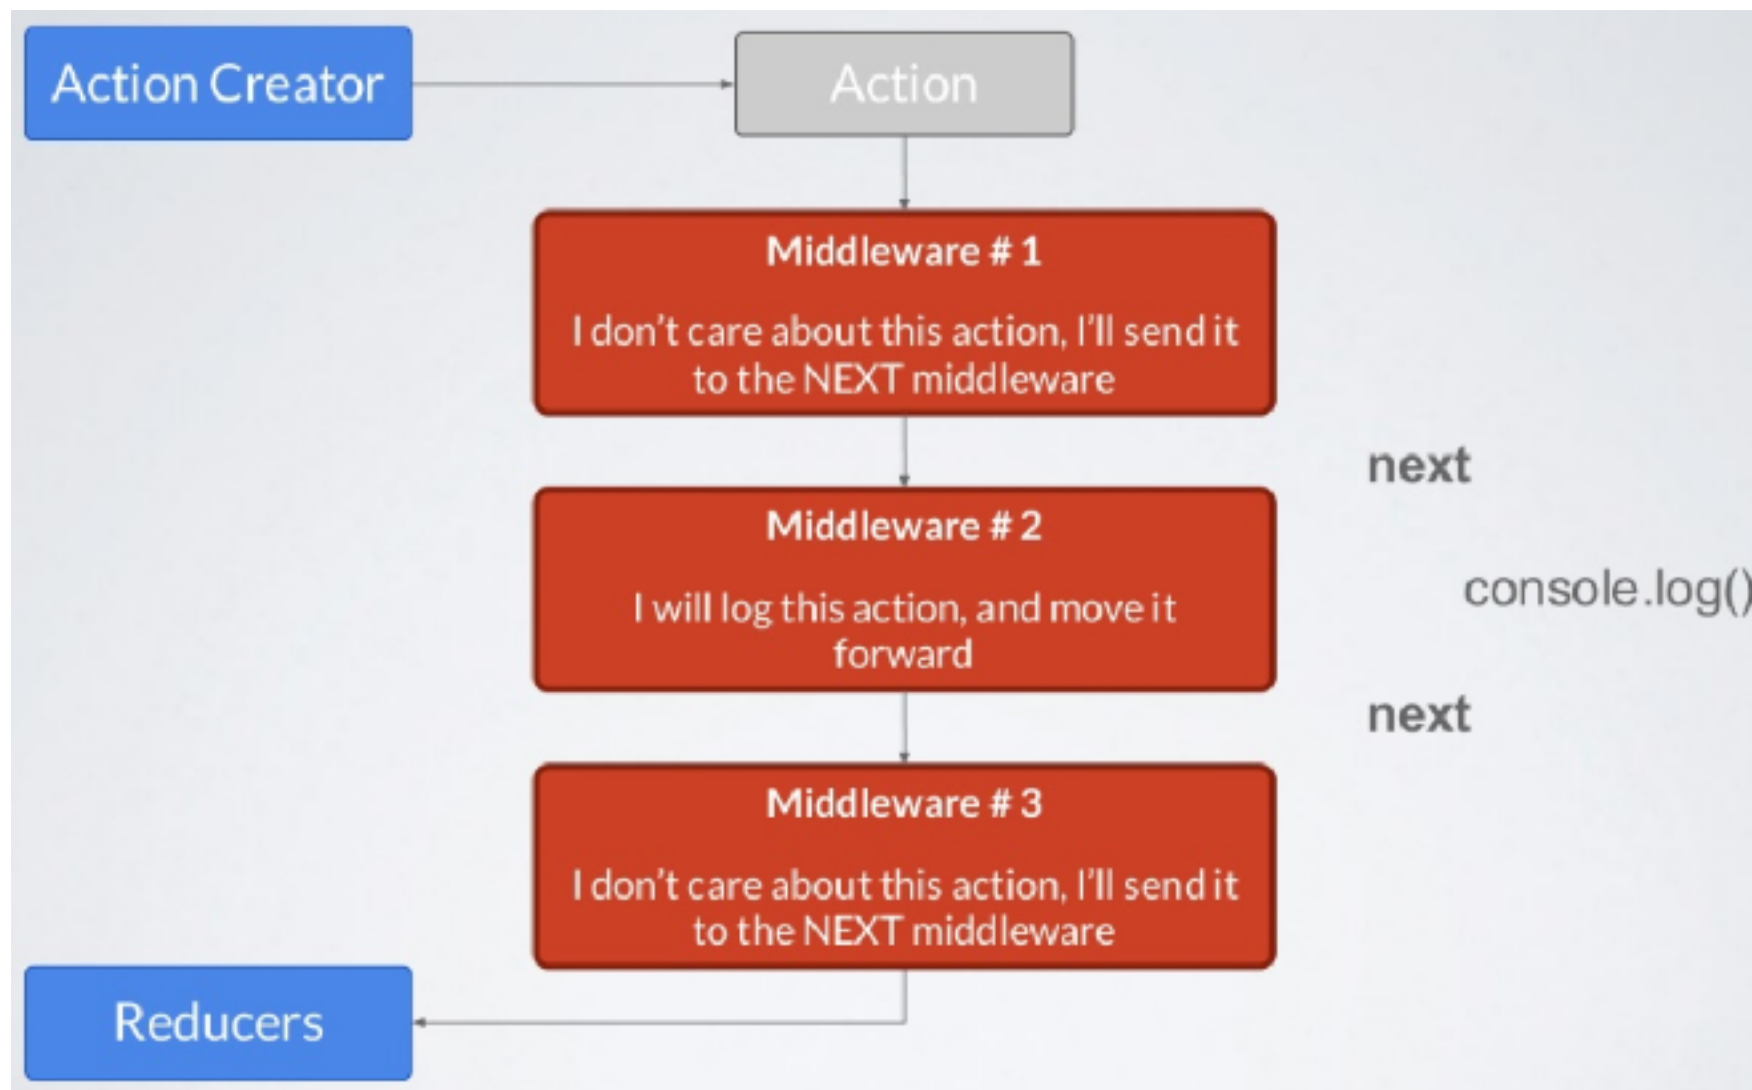 Action Creator
Action
Middleware # 1
I don't care about this action, I'll send it
to the NEXT middleware
next
Middleware # 2
console.log()
I will log this action, and move it
forward
next
Middleware # 3
I don't care about this action, I'll send it
to the NEXT middleware
Reducers